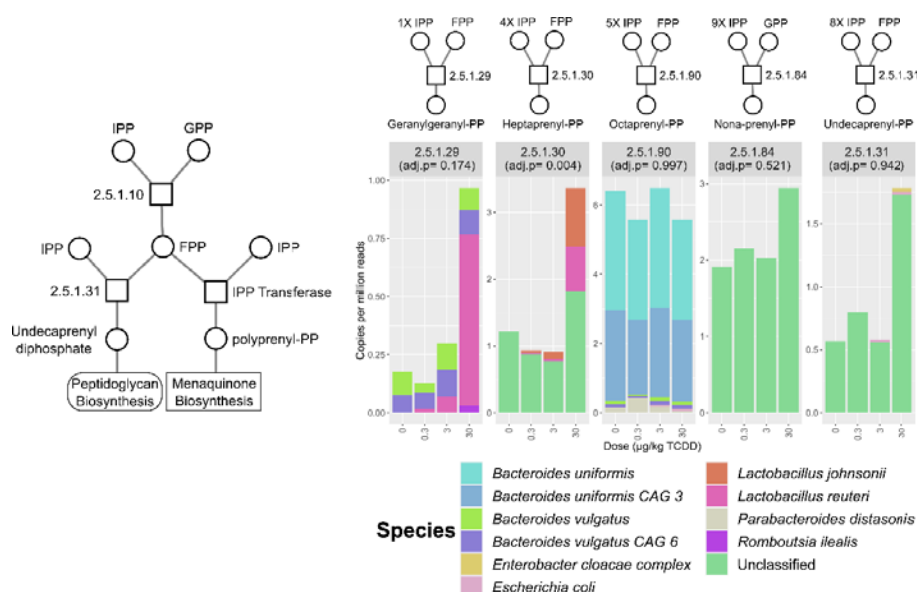 1X IPP FPP 4X IPP FPP 5X IPP FPP 9X IPP GPP 8X IPP FPP
2.5.1.29 2.5.1.30 2.5.1.90 2.5.1.84 2.5.1.31
Geranylgeranyl-PP Heptaprenyl-PP Octaprenyl-PP Nona-prenyl-PP Undecaprenyl-PP
IPP GPP
2.5.1.10
IPP FPP IPP
2.5.1.31 IPP Transferase
Undecaprenyl
diphosphate
polyprenyl-PP
Peptidoglycan
Biosynthesis
Menaquinone
Biosynthesis
2.5.1.29
(adj.p= 0.174)
2.5.1.30
(adj.p= 0.004)
2.5.1.90
(adj.p= 0.997)
2.5.1.84
(adj.p= 0.521)
2.5.1.31
(adj.p= 0.942)
Copies per million reads
1.00
0.75
0.50
0.25
0.00
3
2
1
0
6
4
2
0
3
2
1
0
1.5
1.0
0.5
0.0
0 0.3 3 30
0 0.3 3 30
0 0.3 3 30
0 0.3 3 30
0 0.3 3 30
Dose (µg/kg TCDD)
Species
Bacteroides uniformis
Bacteroides uniformis CAG 3
Bacteroides vulgatus
Bacteroides vulgatus CAG 6
Enterobacter cloacae complex
Escherichia coli
Lactobacillus johnsonii
Lactobacillus reuteri
Parabacteroides distasonis
Romboutsia ilealis
Unclassified